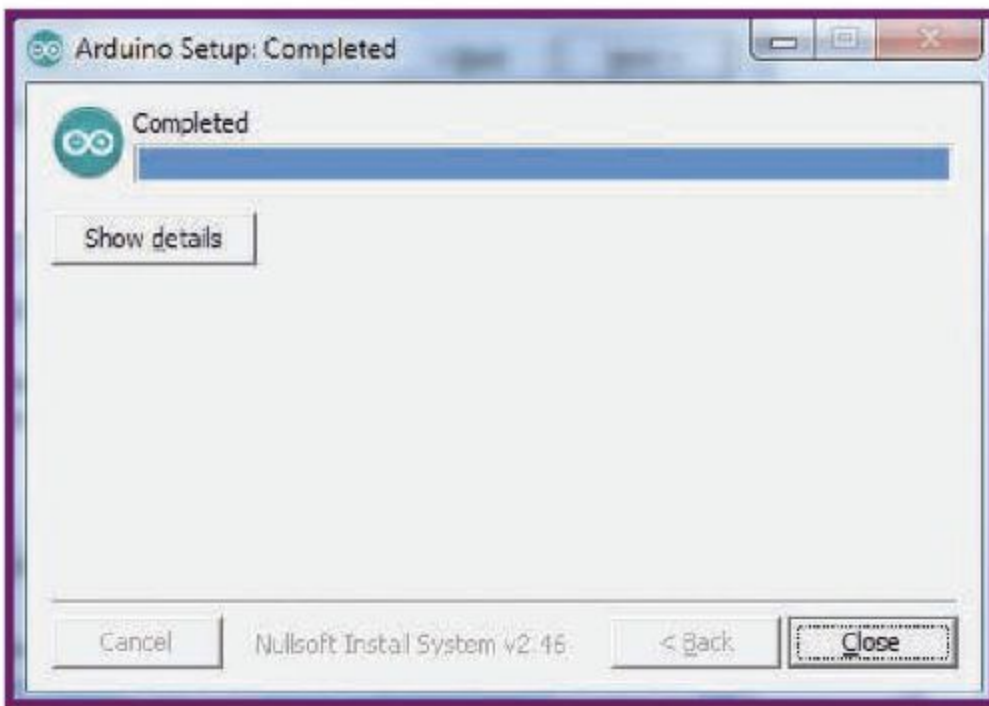 Arduino Setup: Completed
Completed
Show details
Cancel
Nullsoft Install System v2.46
< Back
Close